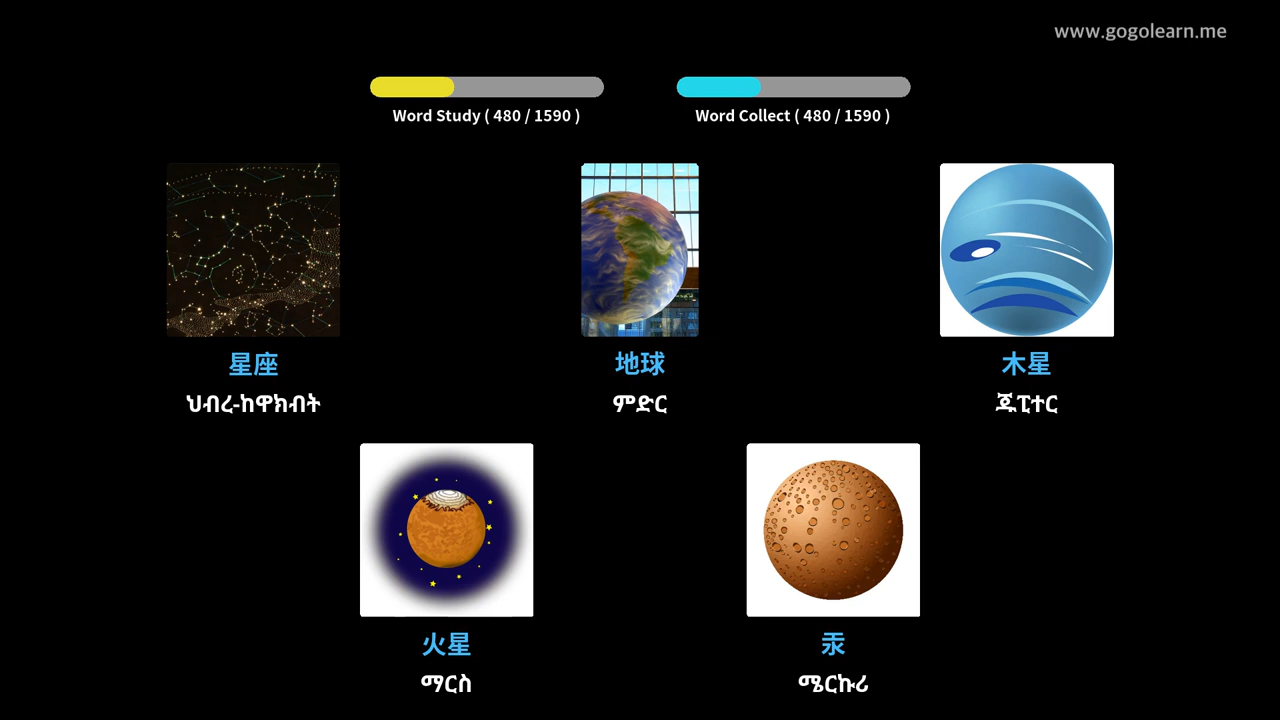 www.gogolearn.me
Word Study ( 480 / 1590 )
Word Collect ( 480 / 1590 )
星座
ህብረ-ከዋክብት
地球
ምድር
木星
ጁፒተር
火星
ማርስ
汞
ሜርኩሪ